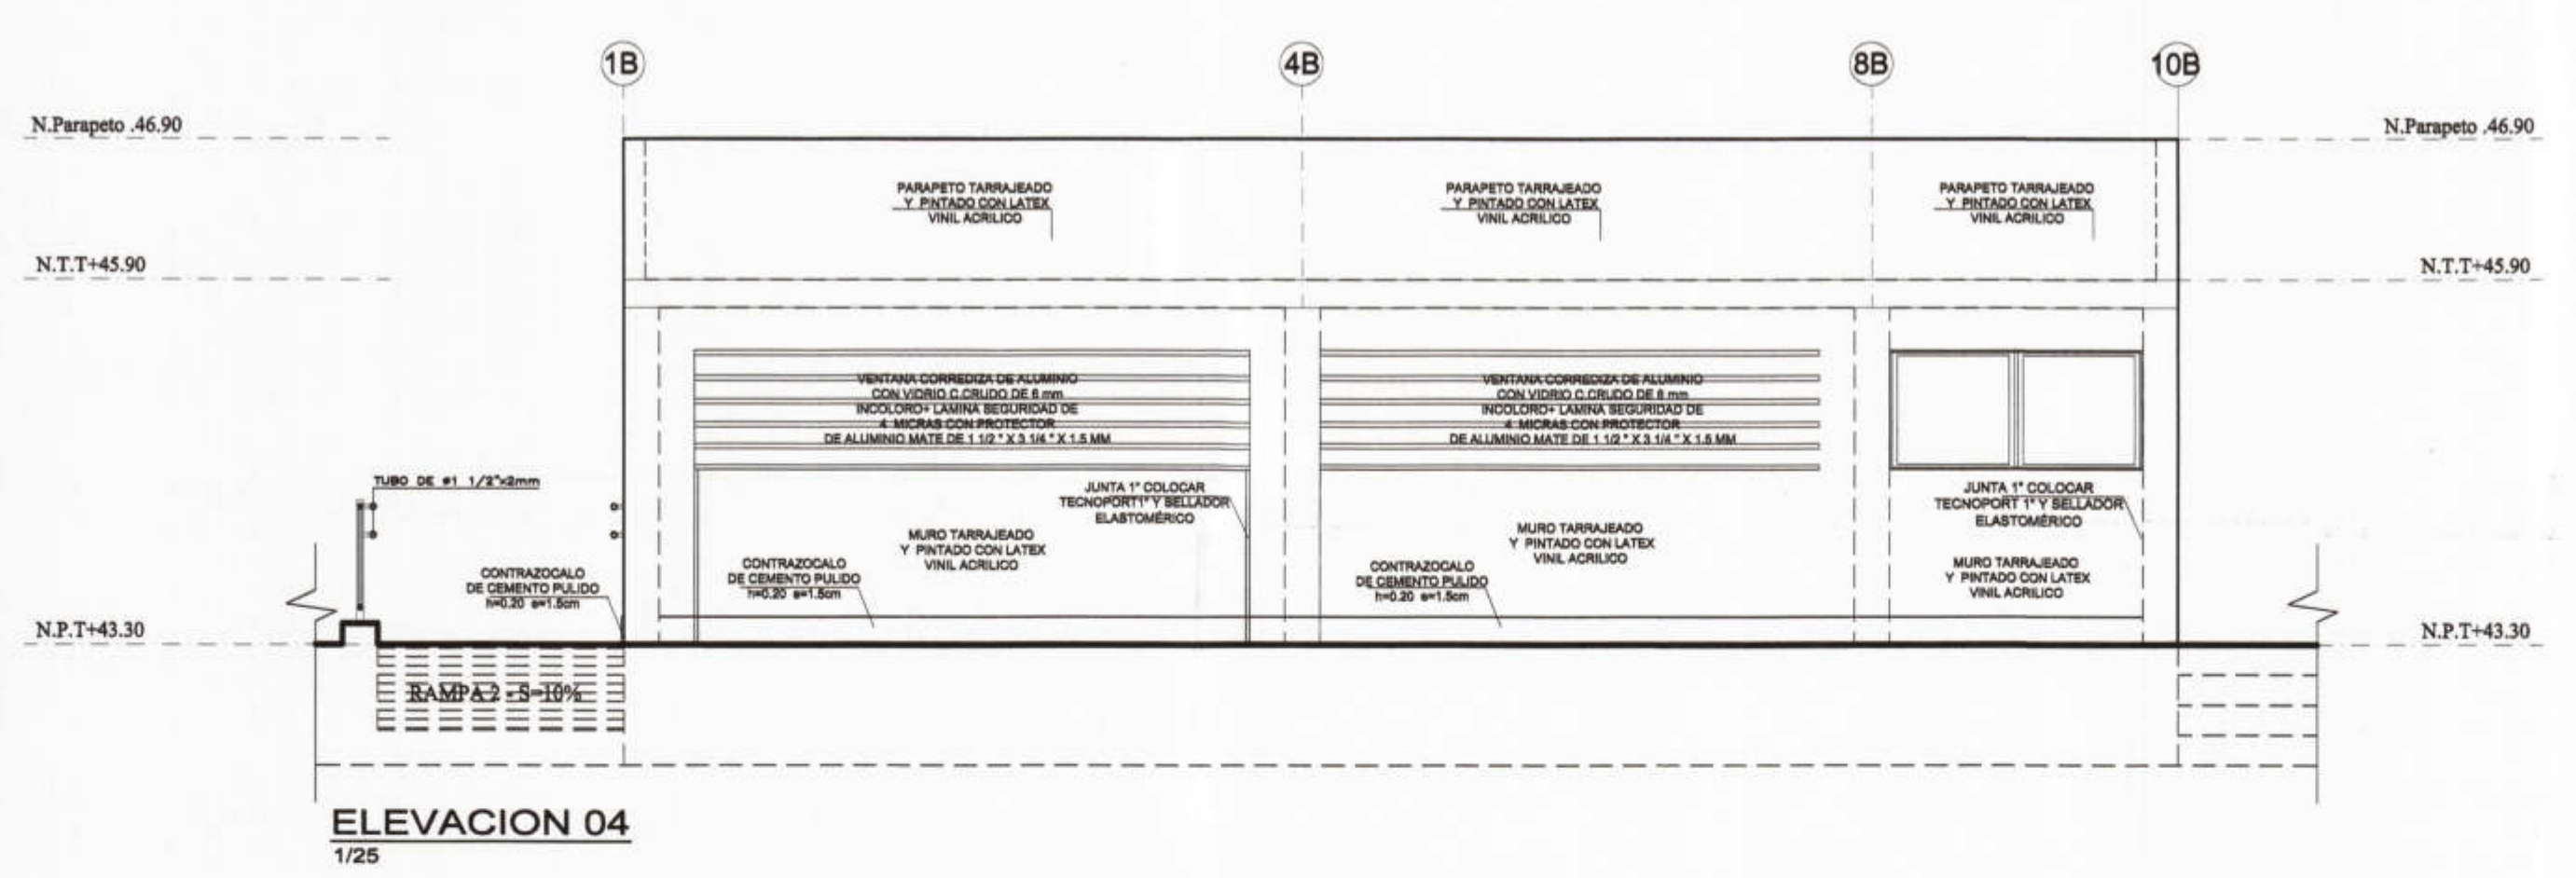 1B
4B
8B
10B
N.Parapeto .46.90
N.Parapeto .46.90
PARAPETO TARRAJEADO
Y PINTADO CON LATEX
VINIL ACRILICO
PARAPETO TARRAJEADO
Y PINTADO CON LATEX
VINIL ACRILICO
PARAPETO TARRAJEADO
Y PINTADO CON LATEX
VINIL ACRILICO
N.T.T+45.90
N.T.T+45.90
VENTANA CORREDIZA DE ALUMINIO
CON VIDRIO C.CRUDO DE 6 mm
INCOLORO+ LAMINA SEGURIDAD DE
4 MICRAS CON PROTECTOR
DE ALUMINIO MATE DE 1 1/2 " X 3 1/4 " X 1.5 MM
VENTANA CORREDIZA DE ALUMINIO
CON VIDRIO C.CRUDO DE 6 mm
INCOLORO+ LAMINA SEGURIDAD DE
4 MICRAS CON PROTECTOR
DE ALUMINIO MATE DE 1 1/2 " X 3 1/4 " X 1.5 MM
TUBO DE ø1 1/2"x2mm
JUNTA 1" COLOCAR
TECNOPORT1" Y SELLADOR
ELASTOMÉRICO
JUNTA 1" COLOCAR
TECNOPORT 1" Y SELLADOR
ELASTOMÉRICO
CONTRAZOCALO
DE CEMENTO PULIDO
h=0.20 e=1.5cm
CONTRAZOCALO
DE CEMENTO PULIDO
h=0.20 e=1.5cm
MURO TARRAJEADO
Y PINTADO CON LATEX
VINIL ACRILICO
CONTRAZOCALO
DE CEMENTO PULIDO
h=0.20 e=1.5cm
MURO TARRAJEADO
Y PINTADO CON LATEX
VINIL ACRILICO
MURO TARRAJEADO
Y PINTADO CON LATEX
VINIL ACRILICO
N.P.T+43.30
N.P.T+43.30
RAMPA 2 - S=10%
ELEVACION 04
1/25